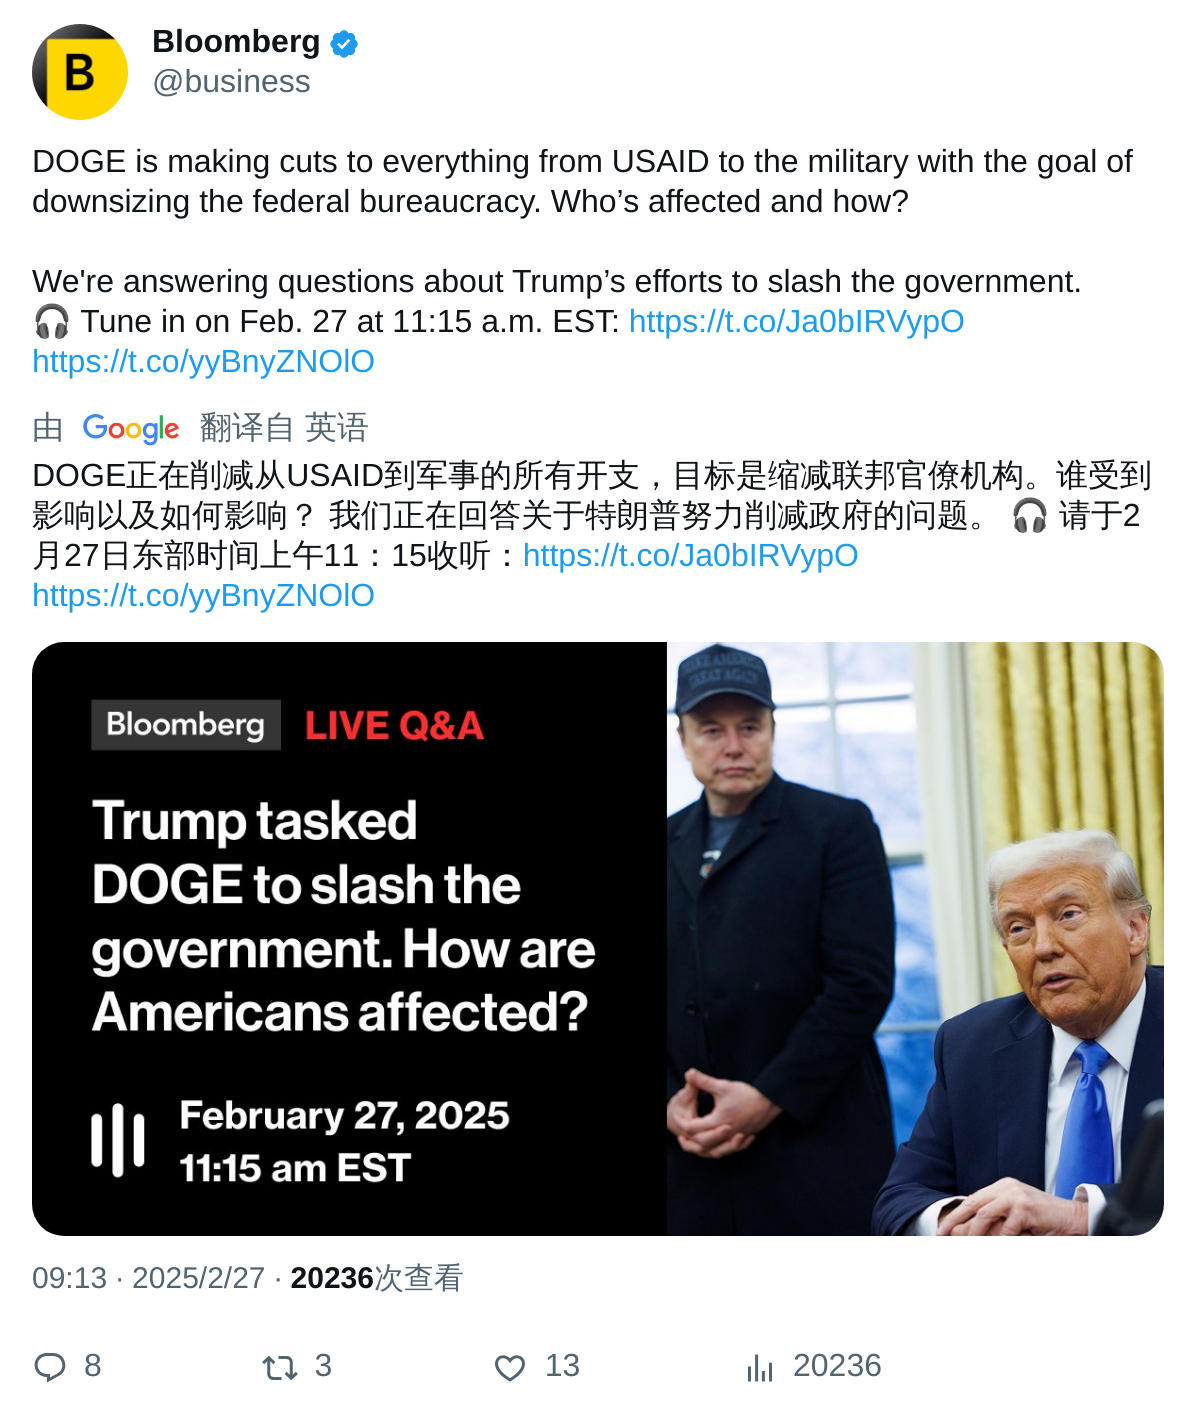 Bloomberg
@business
B
DOGE is making cuts to everything from USAID to the military with the goal of
downsizing the federal bureaucracy. Who’s affected and how?
We're answering questions about Trump’s efforts to slash the government.
🎧 Tune in on Feb. 27 at 11:15 a.m. EST: https://t.co/Ja0bIRVypO
https://t.co/yyBnyZNOlO
由 Google 翻译自 英语
DOGE正在削减从USAID到军事的所有开支，目标是缩减联邦官僚机构。谁受到
影响以及如何影响？ 我们正在回答关于特朗普努力削减政府的问题。 🎧 请于2
月27日东部时间上午11：15收听：https://t.co/Ja0bIRVypO
https://t.co/yyBnyZNOlO
Bloomberg LIVE Q&A
Trump tasked
DOGE to slash the
government. How are
Americans affected?
February 27, 2025
11:15 am EST
MAKE AMERICA
GREAT AGAIN
09:13 · 2025/2/27 · 20236次查看
8 3 13 20236